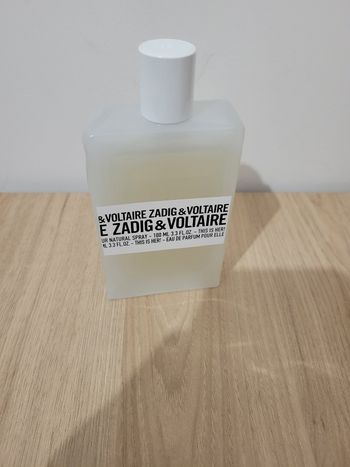 &VOLTAIRE ZADIG&VOLTAIRE
E ZADIG&VOLTAIRE
UR NATURAL SPRAY - 100 ML 3.3 FL.OZ. - THIS IS HER!
ML 3.3 FL.OZ. - THIS IS HER! - EAU DE PARFUM POUR ELLE